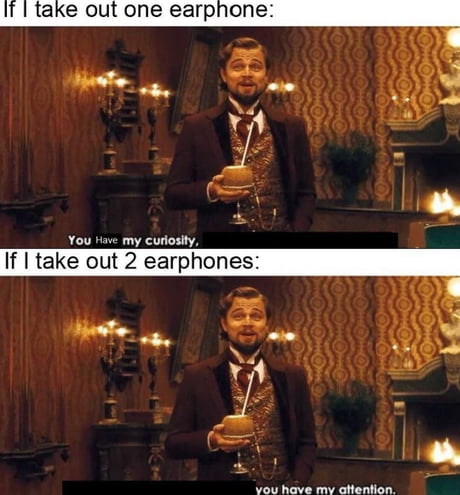 If I take out one earphone:
You Have my curiosity,
If I take out 2 earphones:
you have my attention.